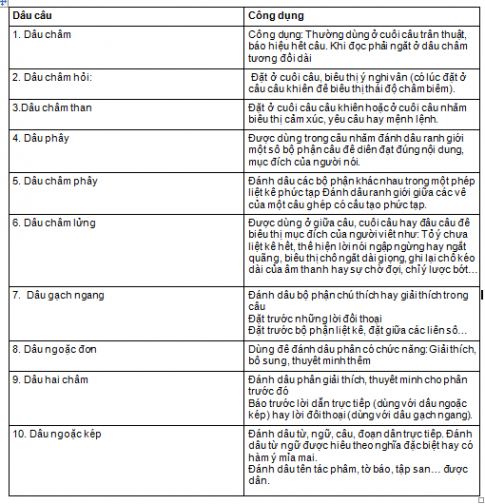 Dấu câu
Công dụng
1. Dấu chấm
Công dụng: Thường dùng ở cuối câu trần thuật,
báo hiệu hết câu. Khi đọc phải ngắt ở dấu chấm
tương đối dài
2. Dấu chấm hỏi:
Đặt ở cuối câu, biểu thị ý nghi vấn (có lúc đặt ở
câu cầu khiến để biểu thị thái độ châm biếm).
3.Dấu chấm than
Đặt ở cuối câu cầu khiến hoặc ở cuối câu nhằm
biểu thị cảm xúc, yêu cầu hay mệnh lệnh.
4. Dấu phẩy
Được dùng trong câu nhằm đánh dấu ranh giới
một số bộ phận câu để diễn đạt đúng nội dung,
mục đích của người nói.
5. Dấu chấm phẩy
Đánh dấu các bộ phận khác nhau trong một phép
liệt kê phức tạp Đánh dấu ranh giới giữa các vế
của một câu ghép có cấu tạo phức tạp.
6. Dấu chấm lửng
Được dùng ở giữa câu, cuối câu hay đầu câu để
biểu thị mục đích của người viết như: Tỏ ý chưa
liệt kê hết, thể hiện lời nói ngập ngừng hay ngắt
quãng, biểu thị chỗ ngắt dài giọng, ghi lại chỗ kéo
dài của âm thanh hay sự chờ đợi, chỉ ý lược bớt…
7. Dấu gạch ngang
Đánh dấu bộ phận chú thích hay giải thích trong
câu
Đặt trước những lời đối thoại
Đặt trước bộ phận liệt kê, đặt giữa các liên số…
8. Dấu ngoặc đơn
Dùng để đánh dấu phần có chức năng: Giải thích,
bổ sung, thuyết minh thêm
9. Dấu hai chấm
Đánh dấu phần giải thích, thuyết minh cho phần
trước đó
Báo trước lời dẫn trực tiếp (dùng với dấu ngoặc
kép) hay lời đối thoại (dùng với dấu gạch ngang).
10. Dấu ngoặc kép
Đánh dấu từ, ngữ, câu, đoạn dẫn trực tiếp. Đánh
dấu từ ngữ được hiểu theo nghĩa đặc biệt hay có
hàm ý mỉa mai.
Đánh dấu tên tác phẩm, tờ báo, tập san… được
dẫn.